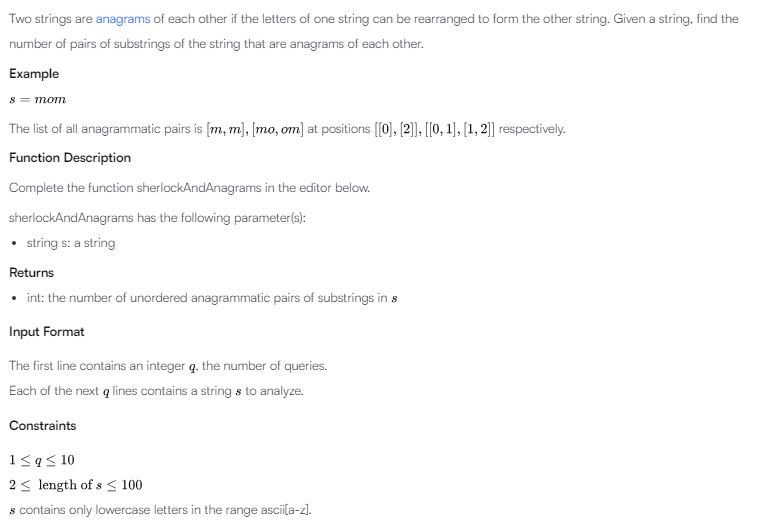 Two strings are anagrams of each other if the letters of one string can be rearranged to form the other string. Given a string, find the
number of pairs of substrings of the string that are anagrams of each other.
Example
s = mom
The list of all anagrammatic pairs is [m, m], [mo, om] at positions [[0], [2]], [[0, 1], [1, 2]] respectively.
Function Description
Complete the function sherlockAndAnagrams in the editor below.
sherlockAndAnagrams has the following parameter(s):
• string s: a string
Returns
• int: the number of unordered anagrammatic pairs of substrings in s
Input Format
The first line contains an integer q, the number of queries.
Each of the next q lines contains a string s to analyze.
Constraints
1 ≤ q ≤ 10
2 ≤ length of s ≤ 100
s contains only lowercase letters in the range ascii[a-z].